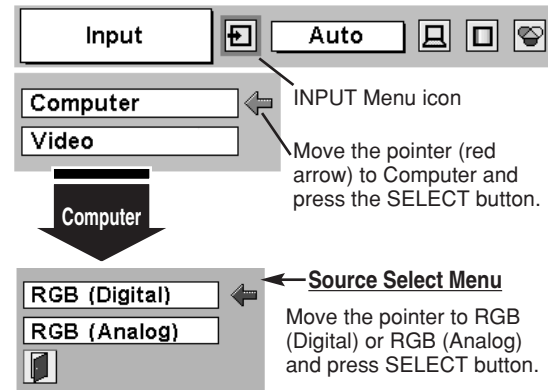 Input Auto
INPUT Menu icon
Computer
Video
Move the pointer (red
arrow) to Computer and
press the SELECT button.
Computer
Source Select Menu
RGB (Digital)
RGB (Analog)
Move the pointer to RGB
(Digital) or RGB (Analog)
and press SELECT button.